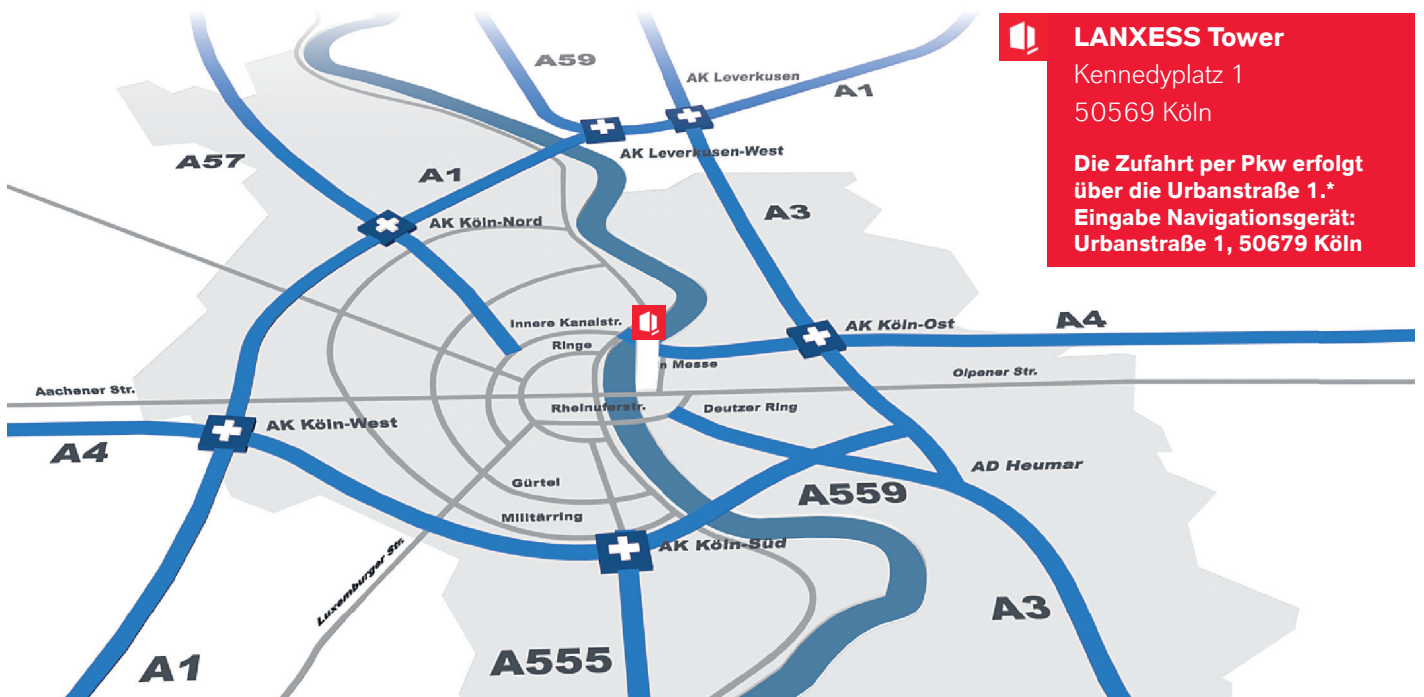 LANXESS Tower
Kennedyplatz 1
50569 Köln
Die Zufahrt per Pkw erfolgt
über die Urbanstraße 1.*
Eingabe Navigationsgerät:
Urbanstraße 1, 50679 Köln
A59
AK Leverkusen
A1
AK Leverkusen-West
A57
A1
A3
AK Köln-Nord
Innere Kanalstr.
AK Köln-Ost
A4
Ringe
n Messe
Olpener Str.
Aachener Str.
Rheinuferstr.
Deutzer Ring
AK Köln-West
A4
AD Heumar
Gürtel
A559
Militärring
AK Köln-Süd
Luxemburger Str.
A3
A1
A555